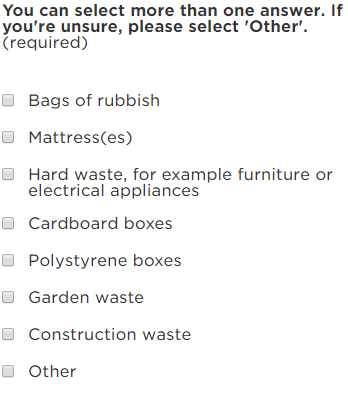 You can select more than one answer. If
you're unsure, please select 'Other'.
(required)
Bags of rubbish
Mattress(es)
Hard waste, for example furniture or
electrical appliances
Cardboard boxes
Polystyrene boxes
Garden waste
Construction waste
Other